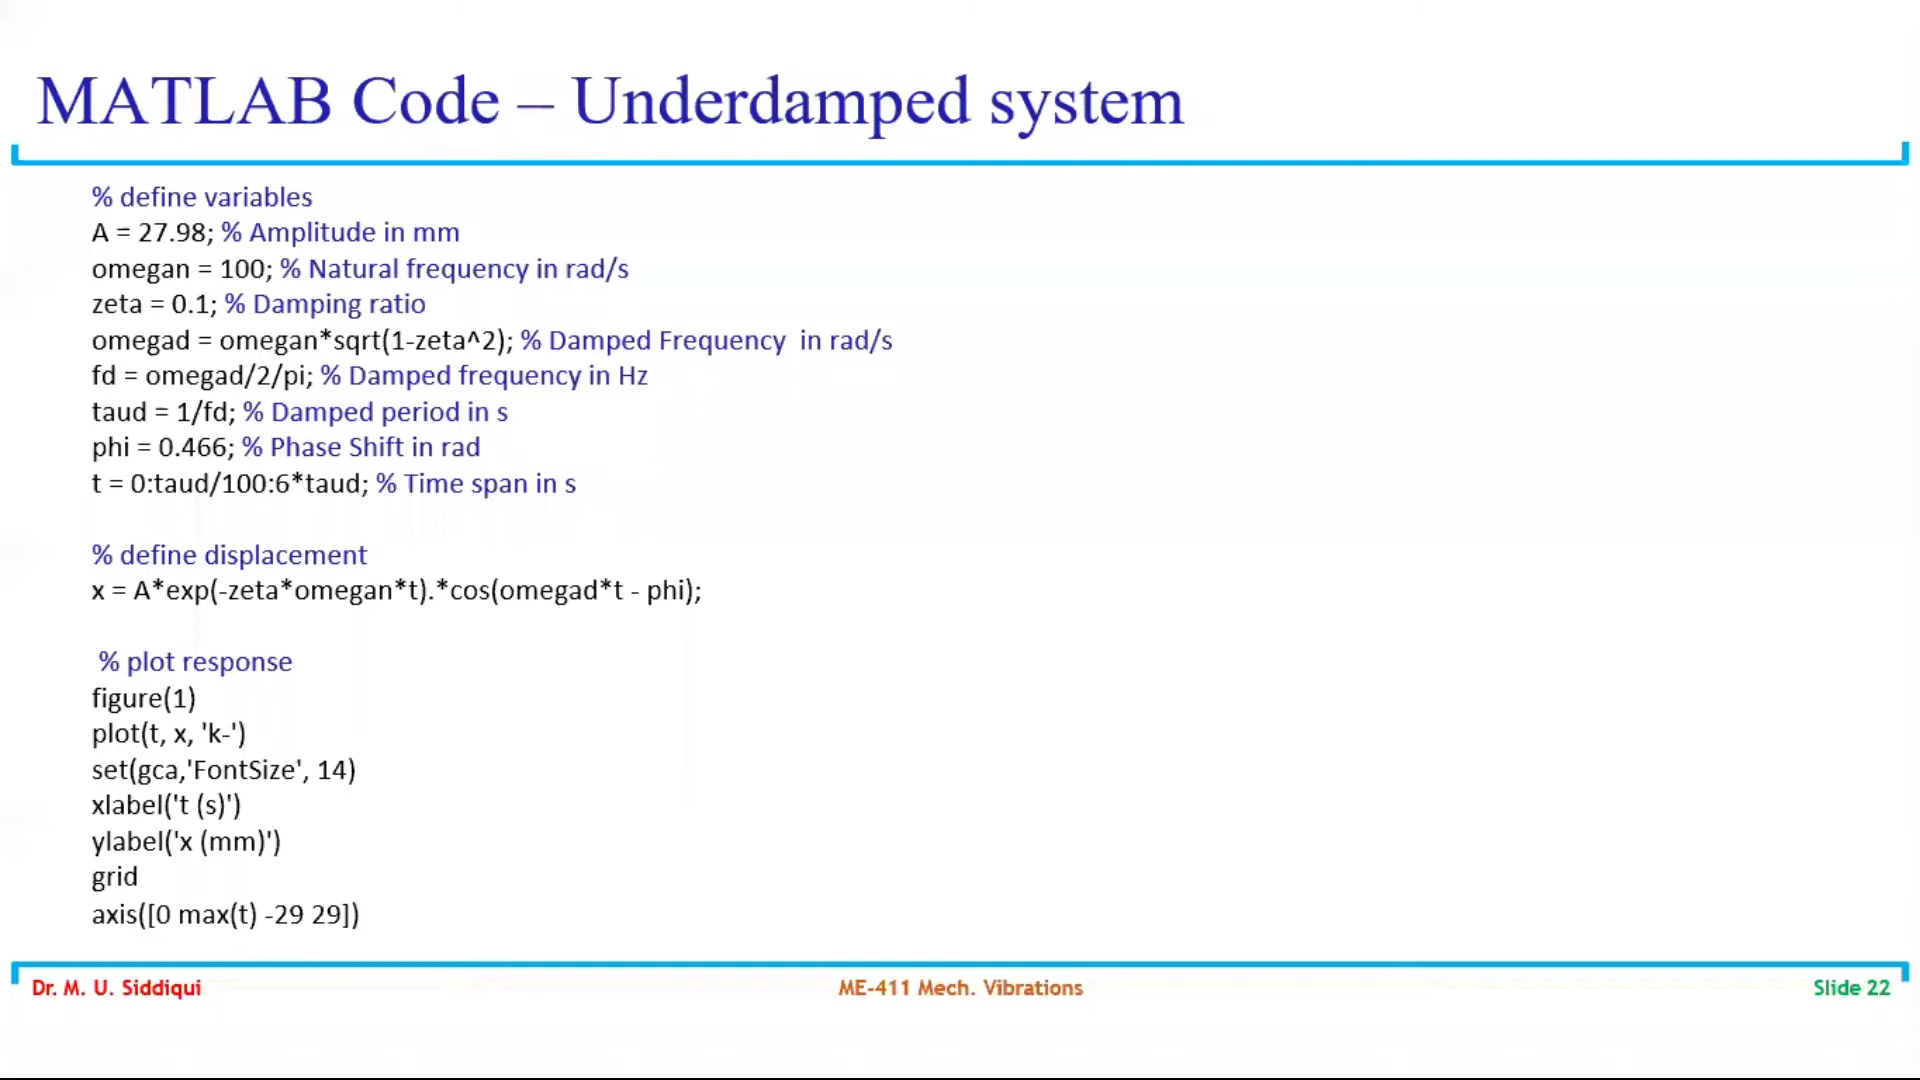 MATLAB Code – Underdamped system
% define variables
A = 27.98; % Amplitude in mm
omegan = 100; % Natural frequency in rad/s
zeta = 0.1; % Damping ratio
omegad = omegan*sqrt(1-zeta^2); % Damped Frequency  in rad/s
fd = omegad/2/pi; % Damped frequency in Hz
taud = 1/fd; % Damped period in s
phi = 0.466; % Phase Shift in rad
t = 0:taud/100:6*taud; % Time span in s
% define displacement
x = A*exp(-zeta*omegan*t).*cos(omegad*t - phi);
% plot response
figure(1)
plot(t, x, 'k-')
set(gca,'FontSize', 14)
xlabel('t (s)')
ylabel('x (mm)')
grid
axis([0 max(t) -29 29])
Dr. M. U. Siddiqui
ME-411 Mech. Vibrations
Slide 22